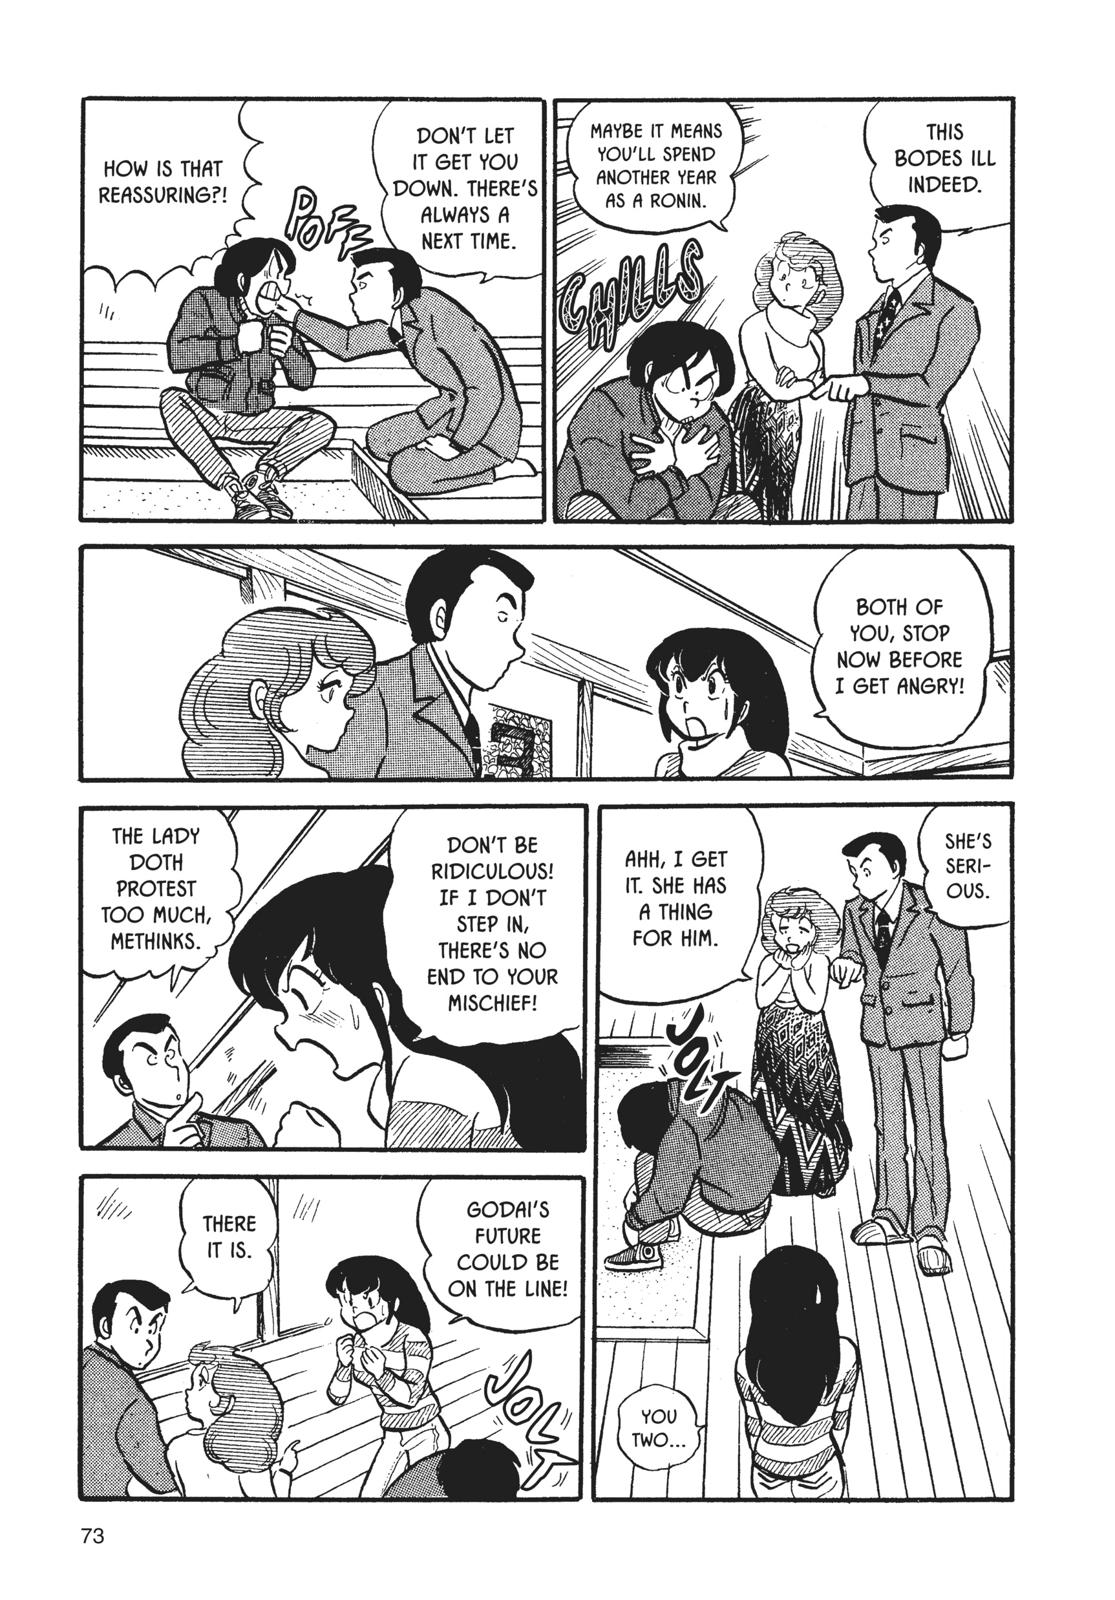 THIS
BODES ILL
INDEED.
MAYBE IT MEANS
YOU'LL SPEND
ANOTHER YEAR
AS A RONIN.
CHILLS
DON'T LET
IT GET YOU
DOWN. THERE'S
ALWAYS A
NEXT TIME.
POFF
HOW IS THAT
REASSURING?!
BOTH OF
YOU, STOP
NOW BEFORE
I GET ANGRY!
3
SHE'S
SERI-
OUS.
AHH, I GET
IT. SHE HAS
A THING
FOR HIM.
JOLT
YOU
TWO...
DON'T BE
RIDICULOUS!
IF I DON'T
STEP IN,
THERE'S NO
END TO YOUR
MISCHIEF!
THE LADY
DOTH
PROTEST
TOO MUCH,
METHINKS.
GODAI'S
FUTURE
COULD BE
ON THE LINE!
THERE
IT IS.
JOLT
73